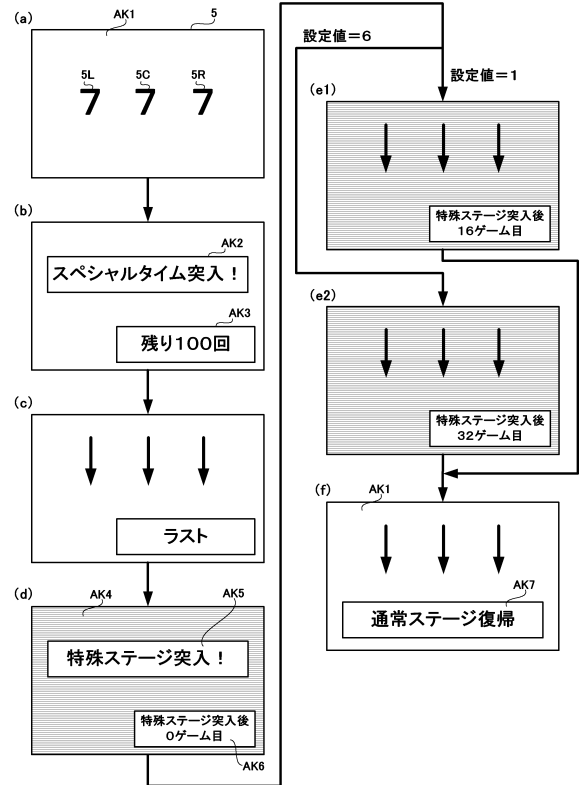 (a)
AK1
5
5L
5C
5R
7
7
7
(b)
AK2
スペシャルタイム突入！
AK3
残り100回
(c)
ラスト
(d)
AK4
AK5
特殊ステージ突入！
特殊ステージ突入後
0ゲーム目
AK6
設定値＝6
設定値＝1
(e1)
特殊ステージ突入後
16ゲーム目
(e2)
特殊ステージ突入後
32ゲーム目
(f)
AK1
AK7
通常ステージ復帰